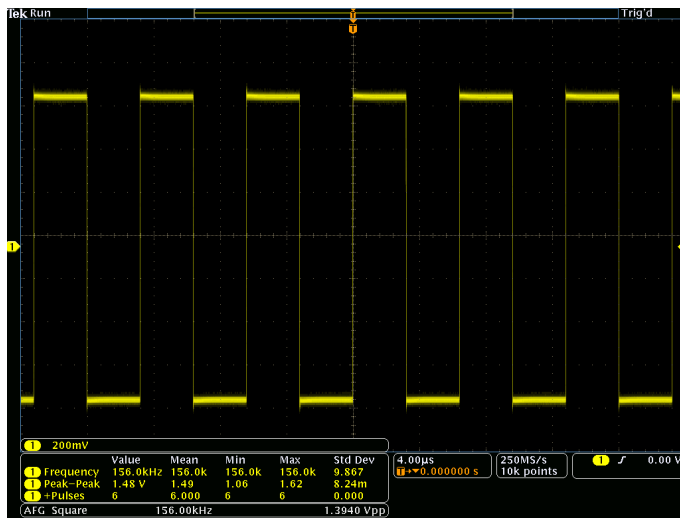 Tek Run Trig'd
T
T
1
1 200mV
Value Mean Min Max Std Dev
1 Frequency 156.0kHz 156.0k 156.0k 156.0k 9.867
1 Peak-Peak 1.48 V 1.49 1.06 1.62 8.24m
1 +Pulses 6 6.000 6 6 0.000
4.00µs
T→▼0.000000 s
250MS/s
10k points
1 ʃ 0.00 V
AFG Square 156.00kHz 1.3940 Vpp